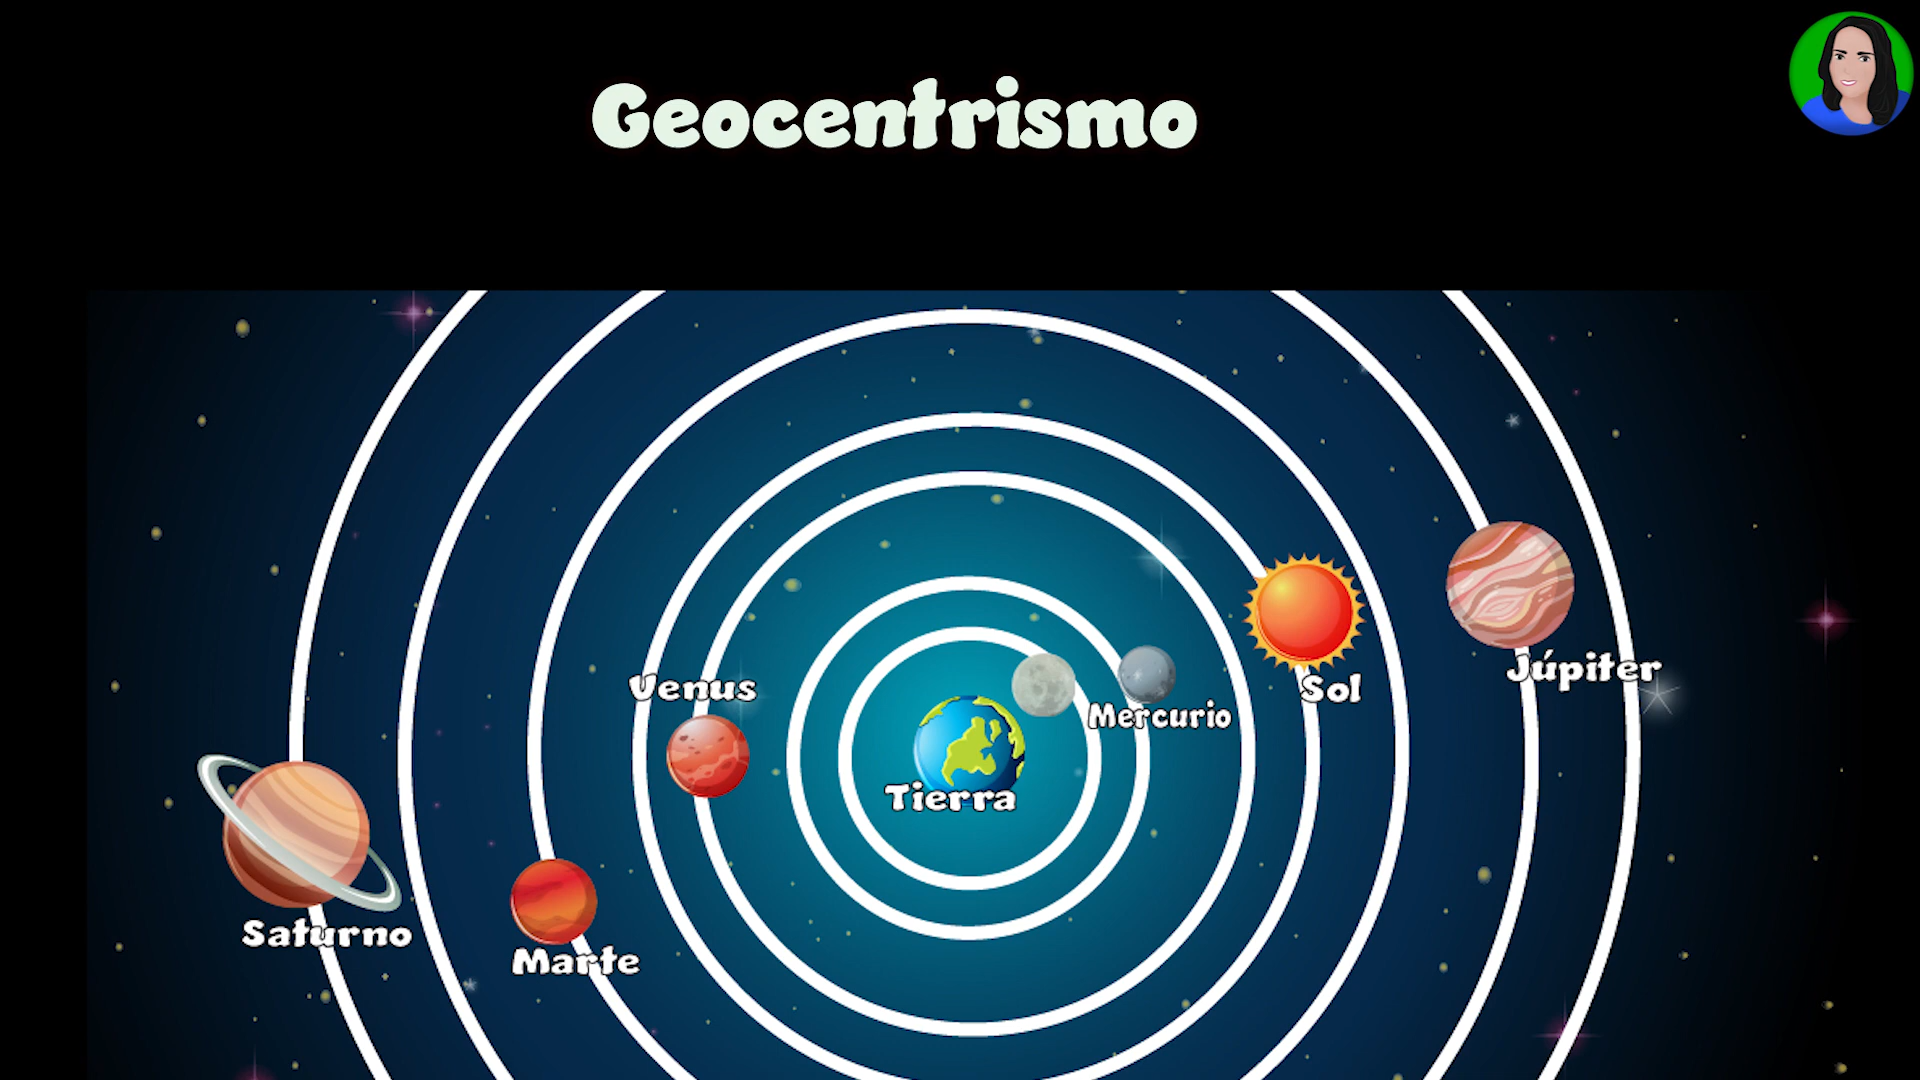 Geocentrismo
Venus
Mercurio
Sol
Júpiter
Tierra
Saturno
Marte